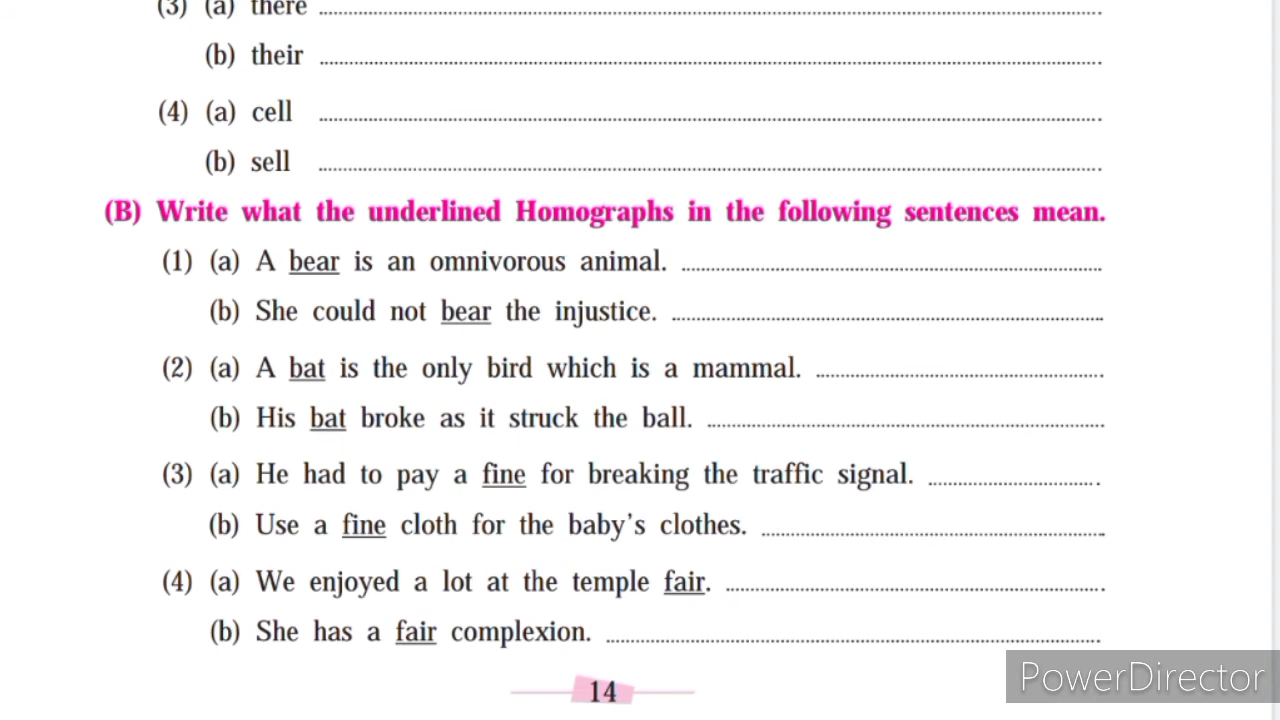 (3) (a) there ....................
(b) their ....................
(4) (a) cell ....................
(b) sell ....................
(B) Write what the underlined Homographs in the following sentences mean.
(1) (a) A bear is an omnivorous animal. ....................
(b) She could not bear the injustice. ....................
(2) (a) A bat is the only bird which is a mammal. ....................
(b) His bat broke as it struck the ball. ....................
(3) (a) He had to pay a fine for breaking the traffic signal. ....................
(b) Use a fine cloth for the baby's clothes. ....................
(4) (a) We enjoyed a lot at the temple fair. ....................
(b) She has a fair complexion. ....................
14
PowerDirector